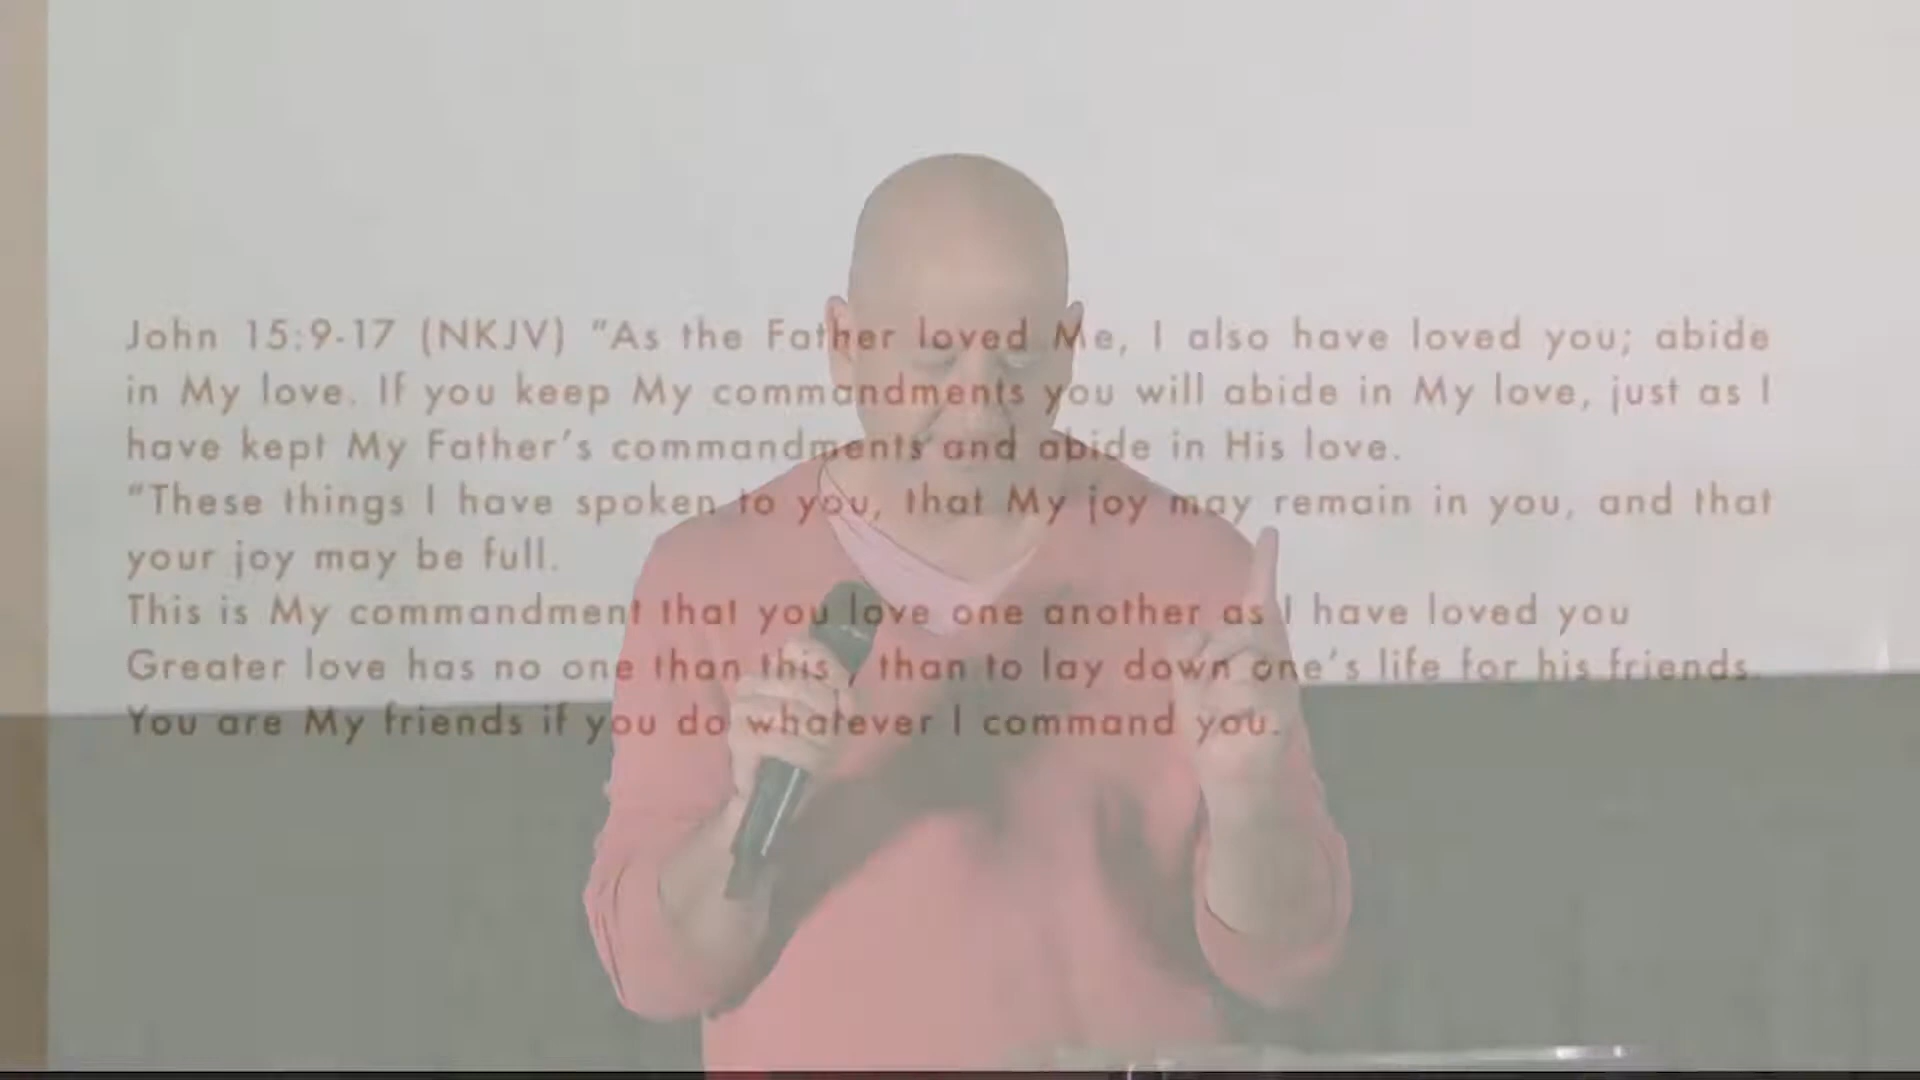 John 15:9-17 (NKJV) "As the Father loved Me, I also have loved you; abide
in My love. If you keep My commandments you will abide in My love, just as I
have kept My Father's commandments and abide in His love.
"These things I have spoken to you, that My joy may remain in you, and that
your joy may be full.
This is My commandment that you love one another as I have loved you
Greater love has no one than this, than to lay down one's life for his friends.
You are My friends if you do whatever I command you.